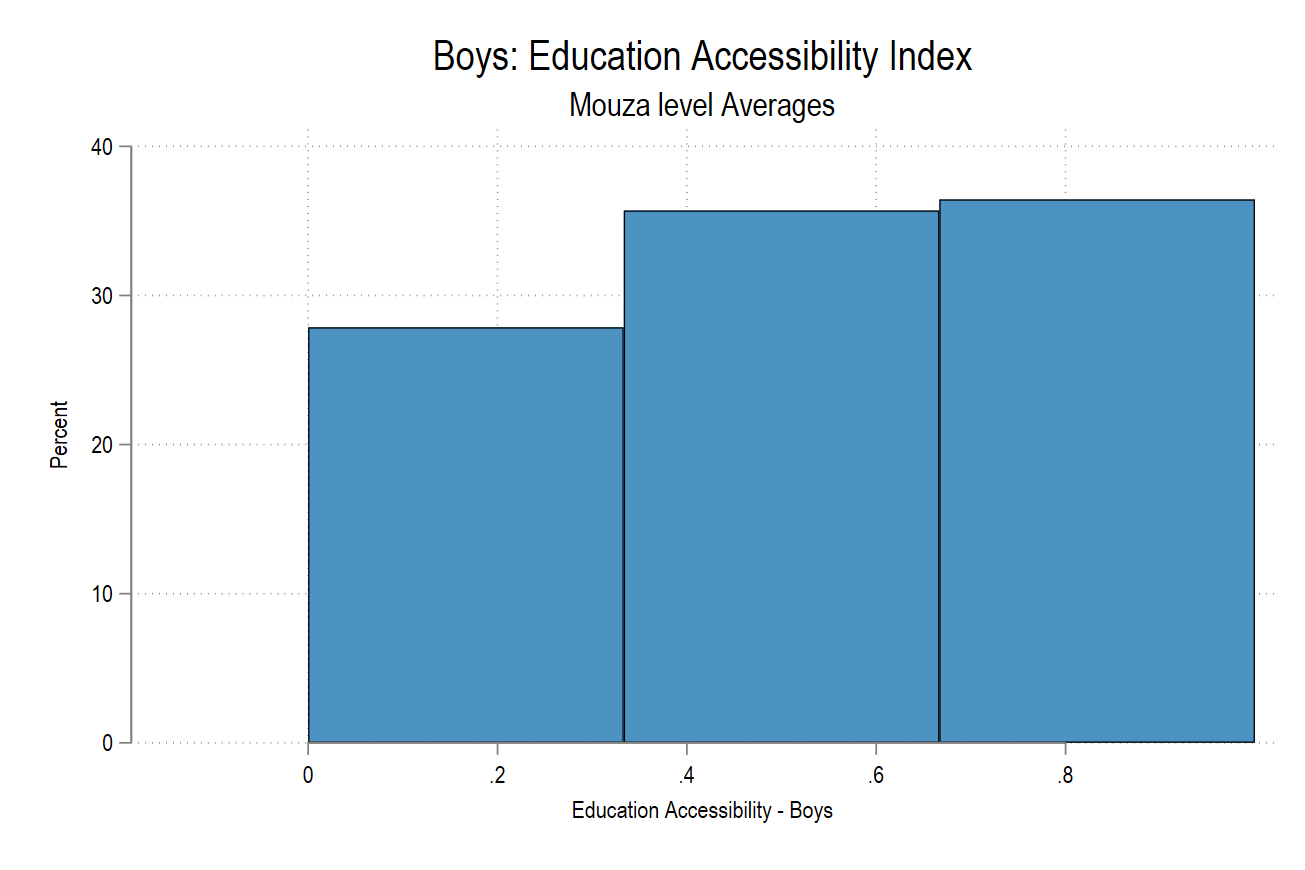 Boys: Education Accessibility Index
Mouza level Averages
40
30
20
10
0
Percent
0 .2 .4 .6 .8
Education Accessibility - Boys